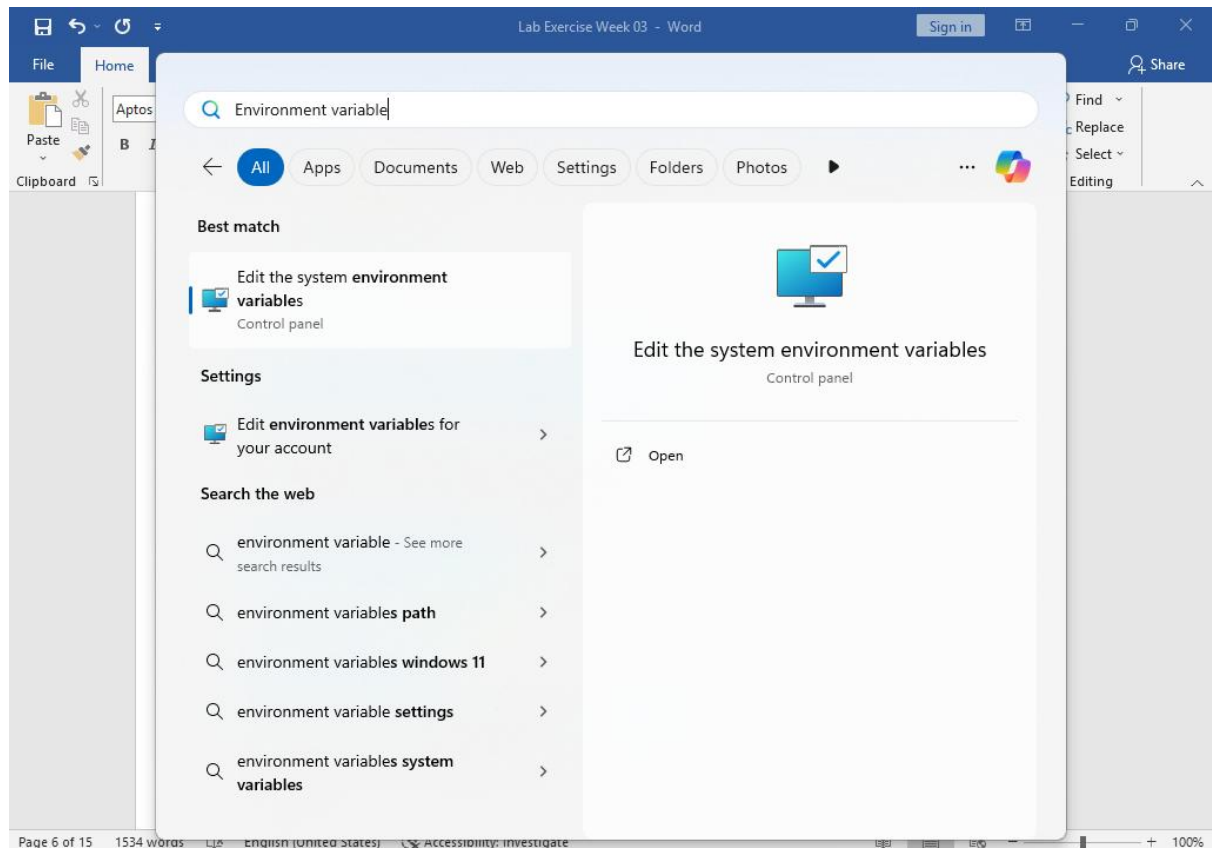 Lab Exercise Week 03 - Word
Sign in
File
Home
Share
Environment variable
Aptos
Find
Replace
Paste
B I
Select
All
Apps
Documents
Web
Settings
Folders
Photos
Clipboard
Editing
Best match
Edit the system environment
variables
Control panel
Edit the system environment variables
Control panel
Settings
Edit environment variables for
your account
Open
Search the web
environment variable - See more
search results
environment variables path
environment variables windows 11
environment variable settings
environment variables system
variables
Page 6 of 15
1534 words
English (United States)
Accessibility: Investigate
100%